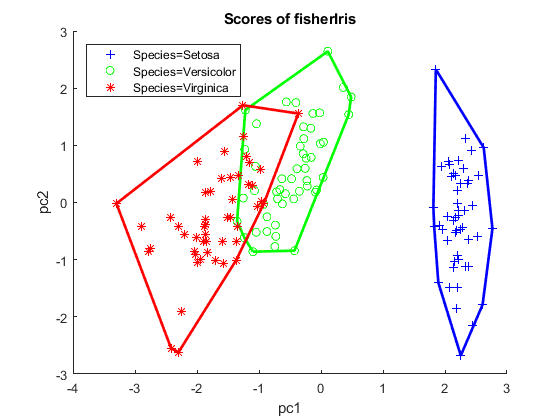 Scores of fisherIris
3
2
1
0
-1
-2
-3
pc2
Species=Setosa
Species=Versicolor
Species=Virginica
-4
-3
-2
-1
0
1
2
3
pc1